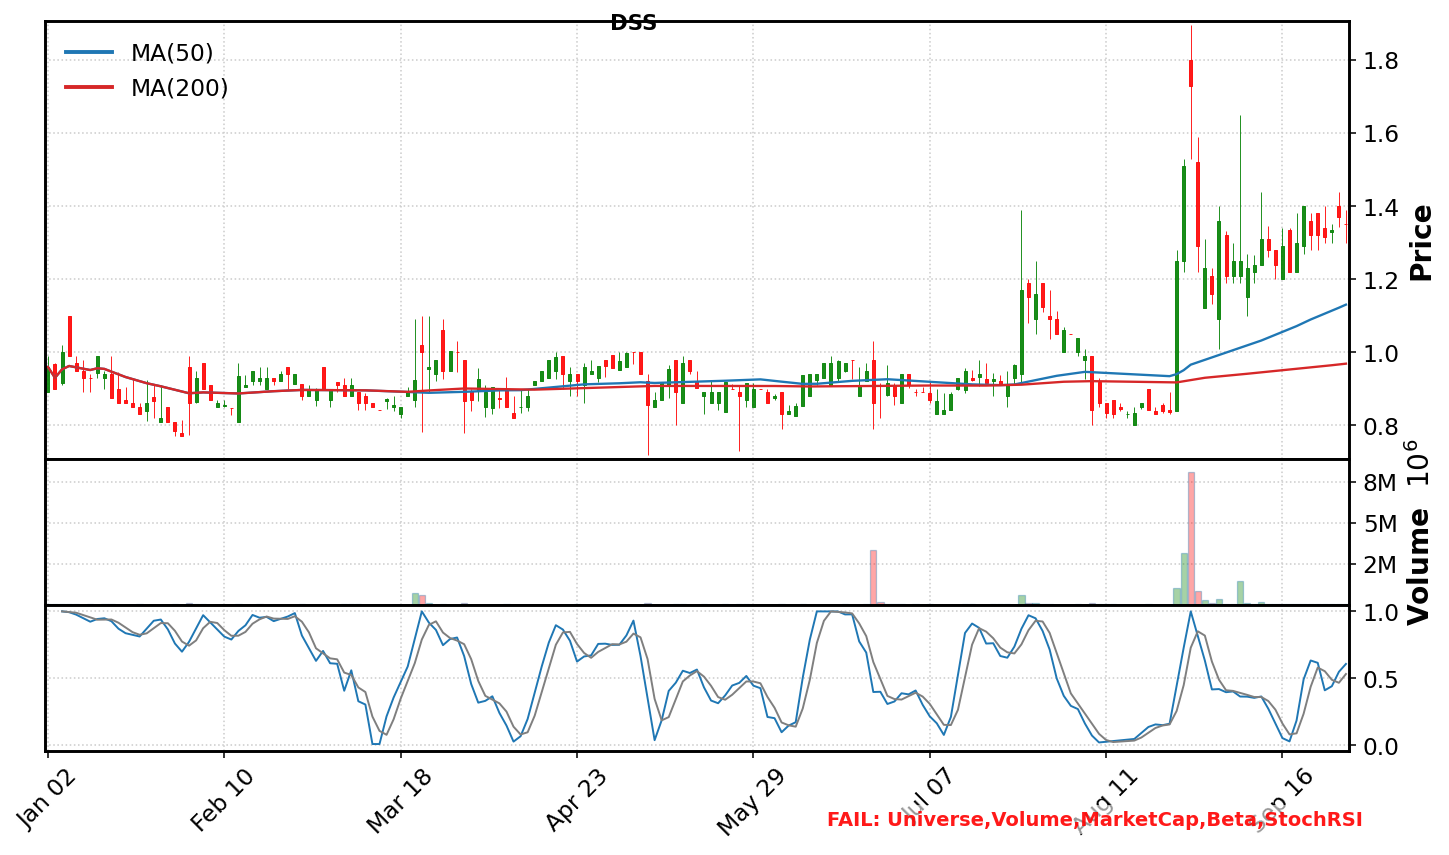 DSS
MA(50)
MA(200)
1.8
1.6
1.4
1.2
1.0
0.8
Price
8M
5M
2M
Volume 10^6
1.0
0.5
0.0
Jan 02
Feb 10
Mar 18
Apr 23
May 29
Jul 07
Aug 11
Sep 16
FAIL: Universe,Volume,MarketCap,Beta,StochRSI